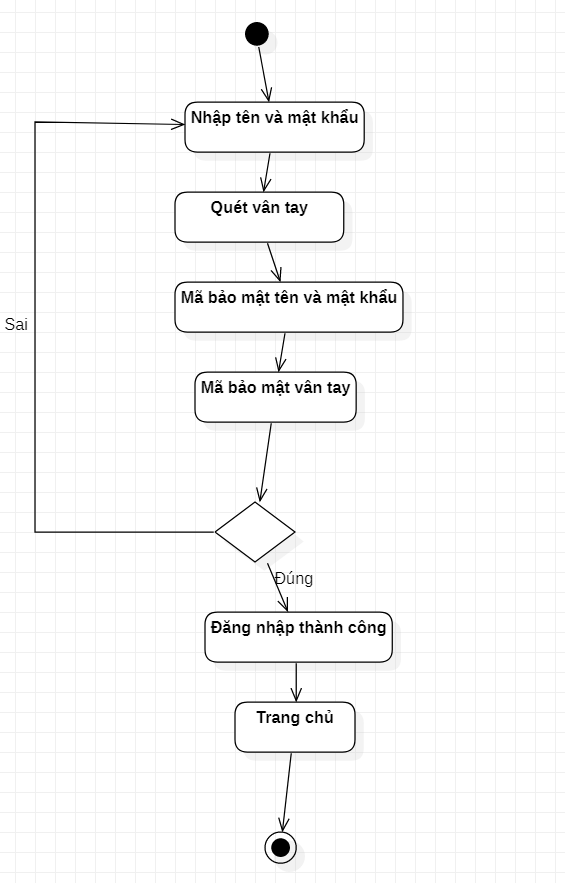 Nhập tên và mật khẩu
Quét vân tay
Mã bảo mật tên và mật khẩu
Sai
Mã bảo mật vân tay
Đúng
Đăng nhập thành công
Trang chủ